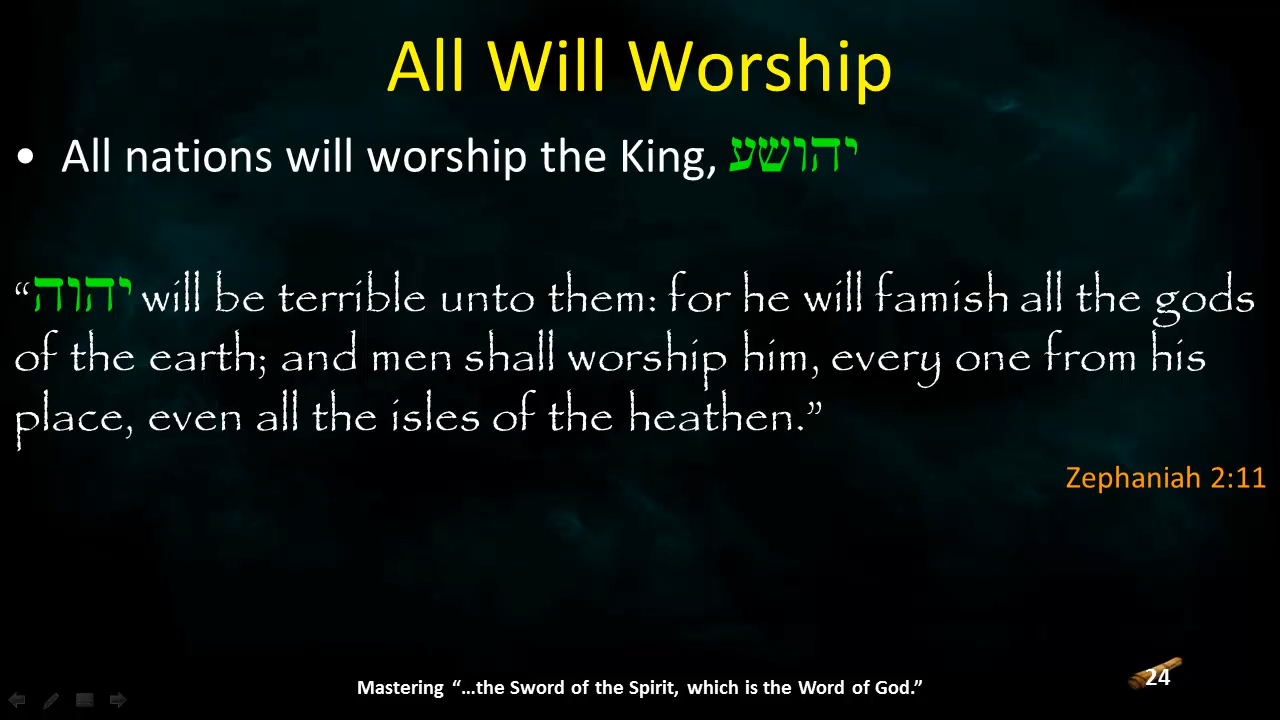 All Will Worship
• All nations will worship the King, יהושע
“יהוה will be terrible unto them: for he will famish all the gods
of the earth; and men shall worship him, every one from his
place, even all the isles of the heathen.”
Zephaniah 2:11
Mastering “…the Sword of the Spirit, which is the Word of God.”
24